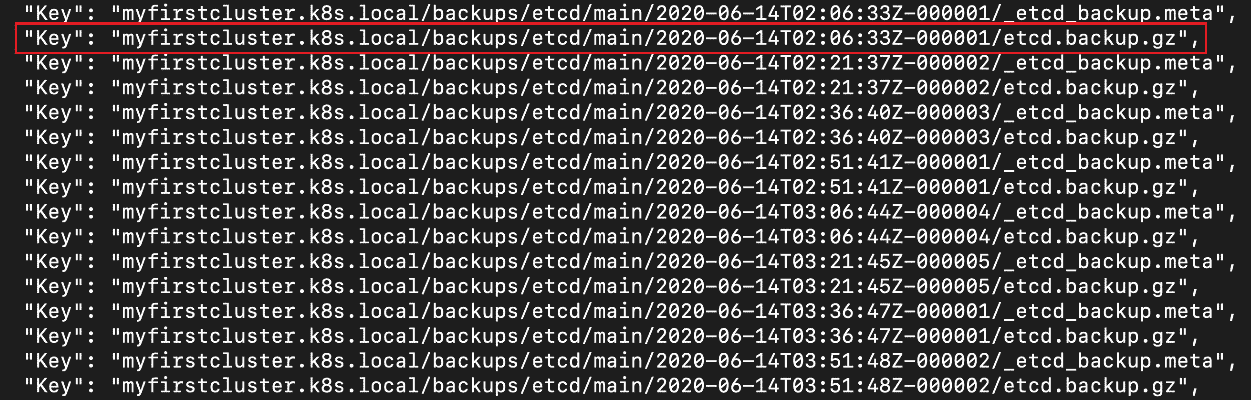 "Key": "myfirstcluster.k8s.local/backups/etcd/main/2020-06-14T02:06:33Z-000001/_etcd_backup.meta",
"Key": "myfirstcluster.k8s.local/backups/etcd/main/2020-06-14T02:06:33Z-000001/etcd.backup.gz",
"Key": "myfirstcluster.k8s.local/backups/etcd/main/2020-06-14T02:21:37Z-000002/_etcd_backup.meta",
"Key": "myfirstcluster.k8s.local/backups/etcd/main/2020-06-14T02:21:37Z-000002/etcd.backup.gz",
"Key": "myfirstcluster.k8s.local/backups/etcd/main/2020-06-14T02:36:40Z-000003/_etcd_backup.meta",
"Key": "myfirstcluster.k8s.local/backups/etcd/main/2020-06-14T02:36:40Z-000003/etcd.backup.gz",
"Key": "myfirstcluster.k8s.local/backups/etcd/main/2020-06-14T02:51:41Z-000001/_etcd_backup.meta",
"Key": "myfirstcluster.k8s.local/backups/etcd/main/2020-06-14T02:51:41Z-000001/etcd.backup.gz",
"Key": "myfirstcluster.k8s.local/backups/etcd/main/2020-06-14T03:06:44Z-000004/_etcd_backup.meta",
"Key": "myfirstcluster.k8s.local/backups/etcd/main/2020-06-14T03:06:44Z-000004/etcd.backup.gz",
"Key": "myfirstcluster.k8s.local/backups/etcd/main/2020-06-14T03:21:45Z-000005/_etcd_backup.meta",
"Key": "myfirstcluster.k8s.local/backups/etcd/main/2020-06-14T03:21:45Z-000005/etcd.backup.gz",
"Key": "myfirstcluster.k8s.local/backups/etcd/main/2020-06-14T03:36:47Z-000001/_etcd_backup.meta",
"Key": "myfirstcluster.k8s.local/backups/etcd/main/2020-06-14T03:36:47Z-000001/etcd.backup.gz",
"Key": "myfirstcluster.k8s.local/backups/etcd/main/2020-06-14T03:51:48Z-000002/_etcd_backup.meta",
"Key": "myfirstcluster.k8s.local/backups/etcd/main/2020-06-14T03:51:48Z-000002/etcd.backup.gz",